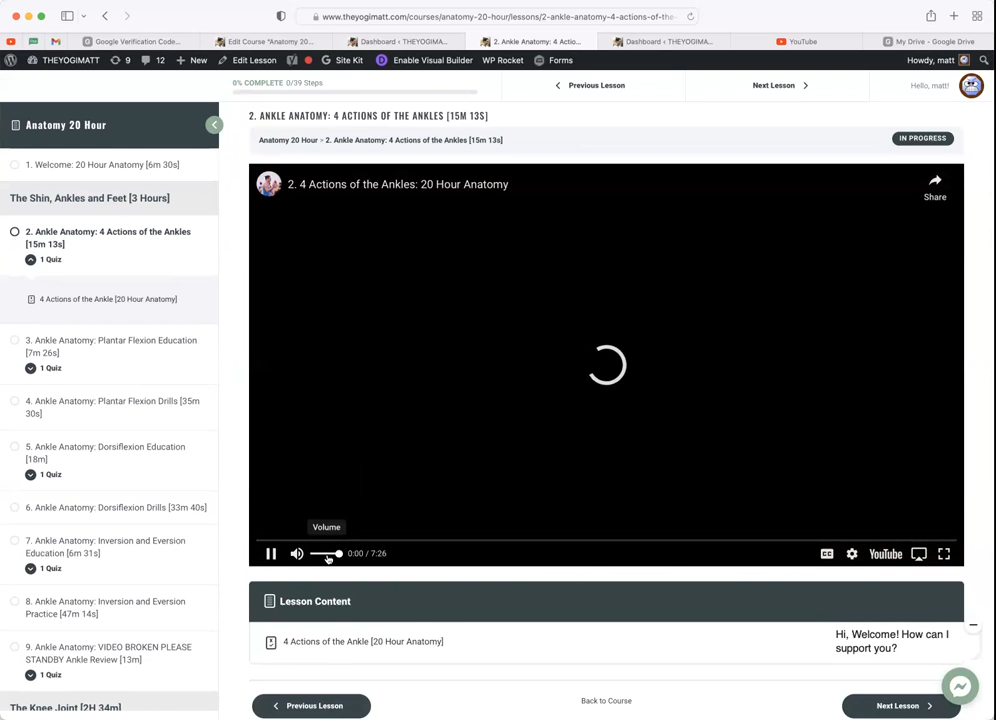 www.theyogimatt.com/courses/anatomy-20-hour/lessons/2-ankle-anatomy-4-actions-of-the-
Google Verification Code...
Edit Course "Anatomy 20...
Dashboard ‹ THEYOGIMA...
2. Ankle Anatomy: 4 Actio...
Dashboard ‹ THEYOGIMA...
YouTube
My Drive – Google Drive
THEYOGIMATT 9 12 New Edit Lesson Site Kit Enable Visual Builder WP Rocket Forms Howdy, matt
0% COMPLETE 0/39 Steps
Previous Lesson
Next Lesson
Hello, matt!
Anatomy 20 Hour
1. Welcome: 20 Hour Anatomy [6m 30s]
The Shin, Ankles and Feet [3 Hours]
2. Ankle Anatomy: 4 Actions of the Ankles
[15m 13s]
1 Quiz
4 Actions of the Ankle [20 Hour Anatomy]
3. Ankle Anatomy: Plantar Flexion Education
[7m 26s]
1 Quiz
4. Ankle Anatomy: Plantar Flexion Drills [35m
30s]
5. Ankle Anatomy: Dorsiflexion Education
[18m]
1 Quiz
6. Ankle Anatomy: Dorsiflexion Drills [33m 40s]
7. Ankle Anatomy: Inversion and Eversion
Education [6m 31s]
1 Quiz
8. Ankle Anatomy: Inversion and Eversion
Practice [47m 14s]
9. Ankle Anatomy: VIDEO BROKEN PLEASE
STANDBY Ankle Review [13m]
1 Quiz
The Knee Joint [2H 34m]
2. ANKLE ANATOMY: 4 ACTIONS OF THE ANKLES [15M 13S]
Anatomy 20 Hour > 2. Ankle Anatomy: 4 Actions of the Ankles [15m 13s]
IN PROGRESS
2. 4 Actions of the Ankles: 20 Hour Anatomy
Share
Volume
0:00 / 7:26
CC
YouTube
Lesson Content
4 Actions of the Ankle [20 Hour Anatomy]
Hi, Welcome! How can I
support you?
Previous Lesson
Back to Course
Next Lesson